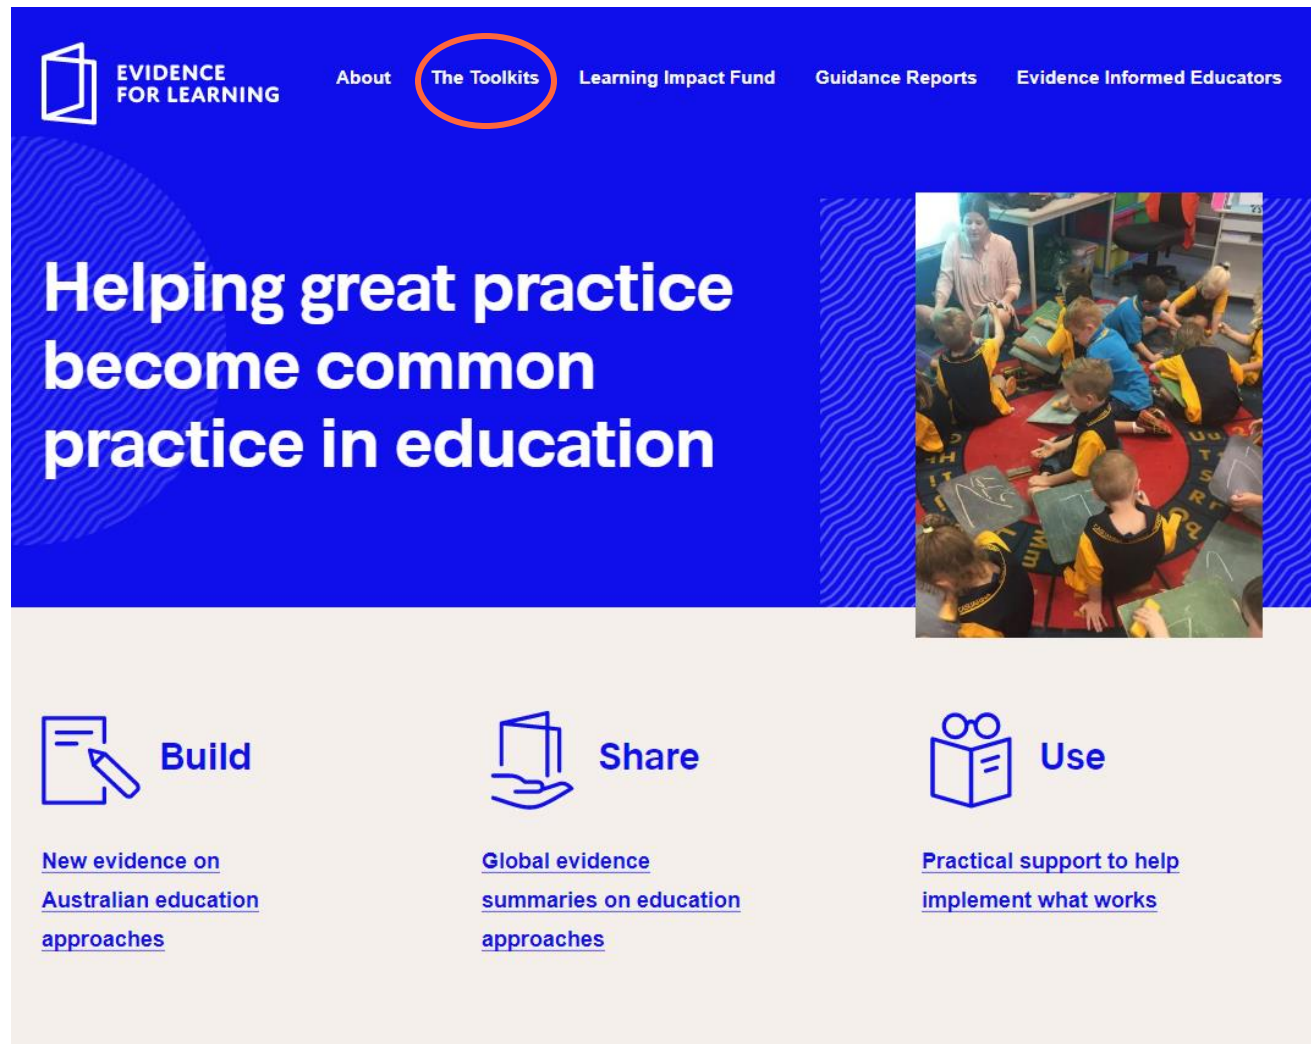 EVIDENCE
FOR LEARNING
About
The Toolkits
Learning Impact Fund
Guidance Reports
Evidence Informed Educators
Helping great practice
become common
practice in education
Build
Share
Use
New evidence on
Australian education
approaches
Global evidence
summaries on education
approaches
Practical support to help
implement what works